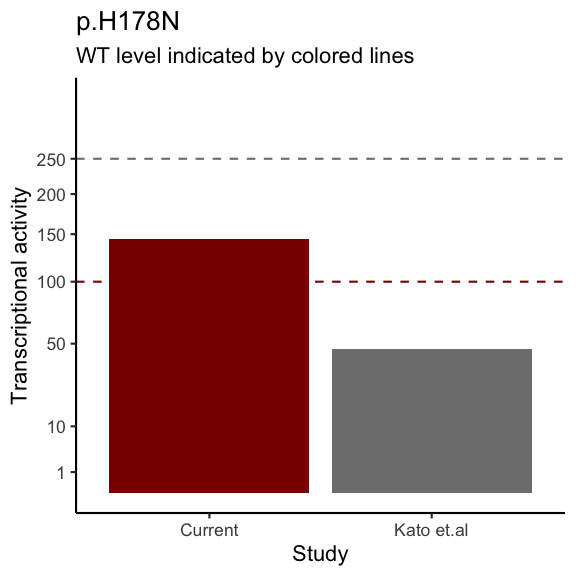 p.H178N
WT level indicated by colored lines
Transcriptional activity
250
200
150
100
50
10
1
Current
Kato et.al
Study